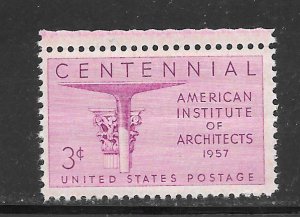 CENTENNIAL
AMERICAN
INSTITUTE
OF
ARCHITECTS
1957
3¢
UNITED STATES POSTAGE